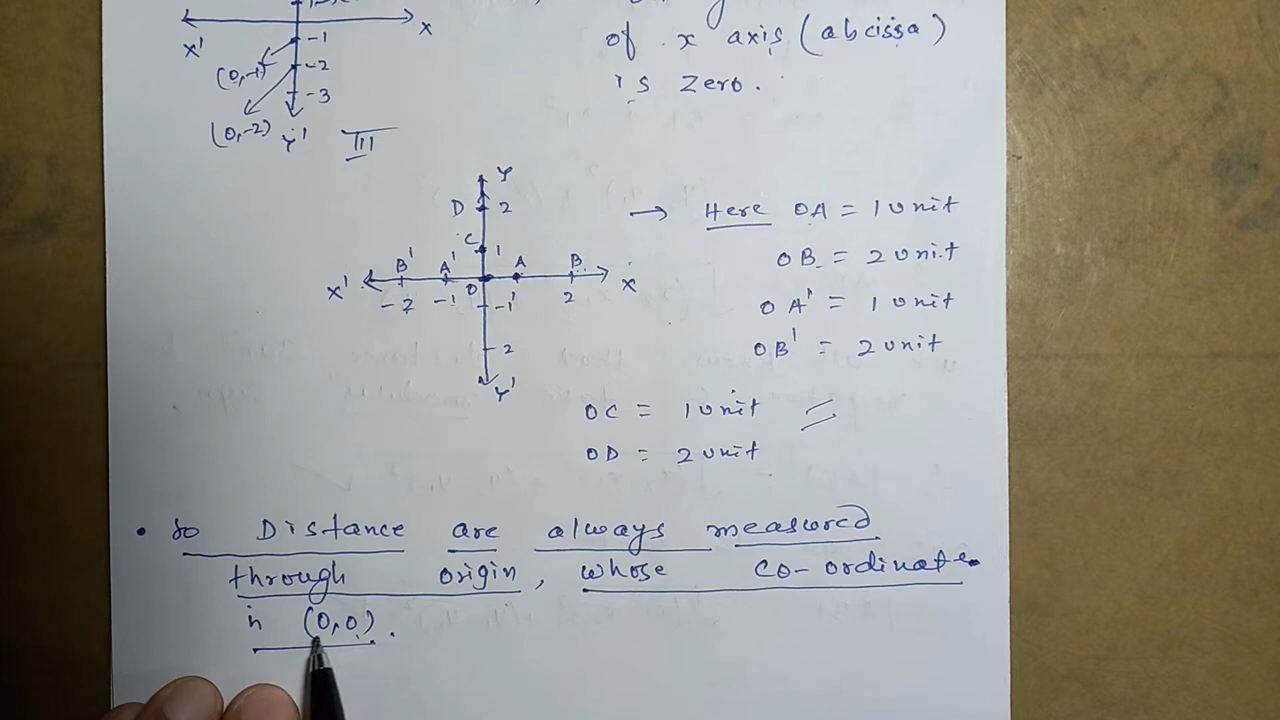 X'
X
-1
(0,-1)
-2
-3
(0,-2) Y' III
of x axis (abcissa)
is zero.
Y
D 2
C 1
B' A' A B
X' O X
-2 -1 -1' 2
2
Y'
→ Here OA = 1 Unit
OB = 2 Unit
OA' = 1 Unit
OB' = 2 Unit
OC = 1 Unit
OD = 2 Unit
• So Distance are always measured
through origin, whose co-ordinate
is (0,0).